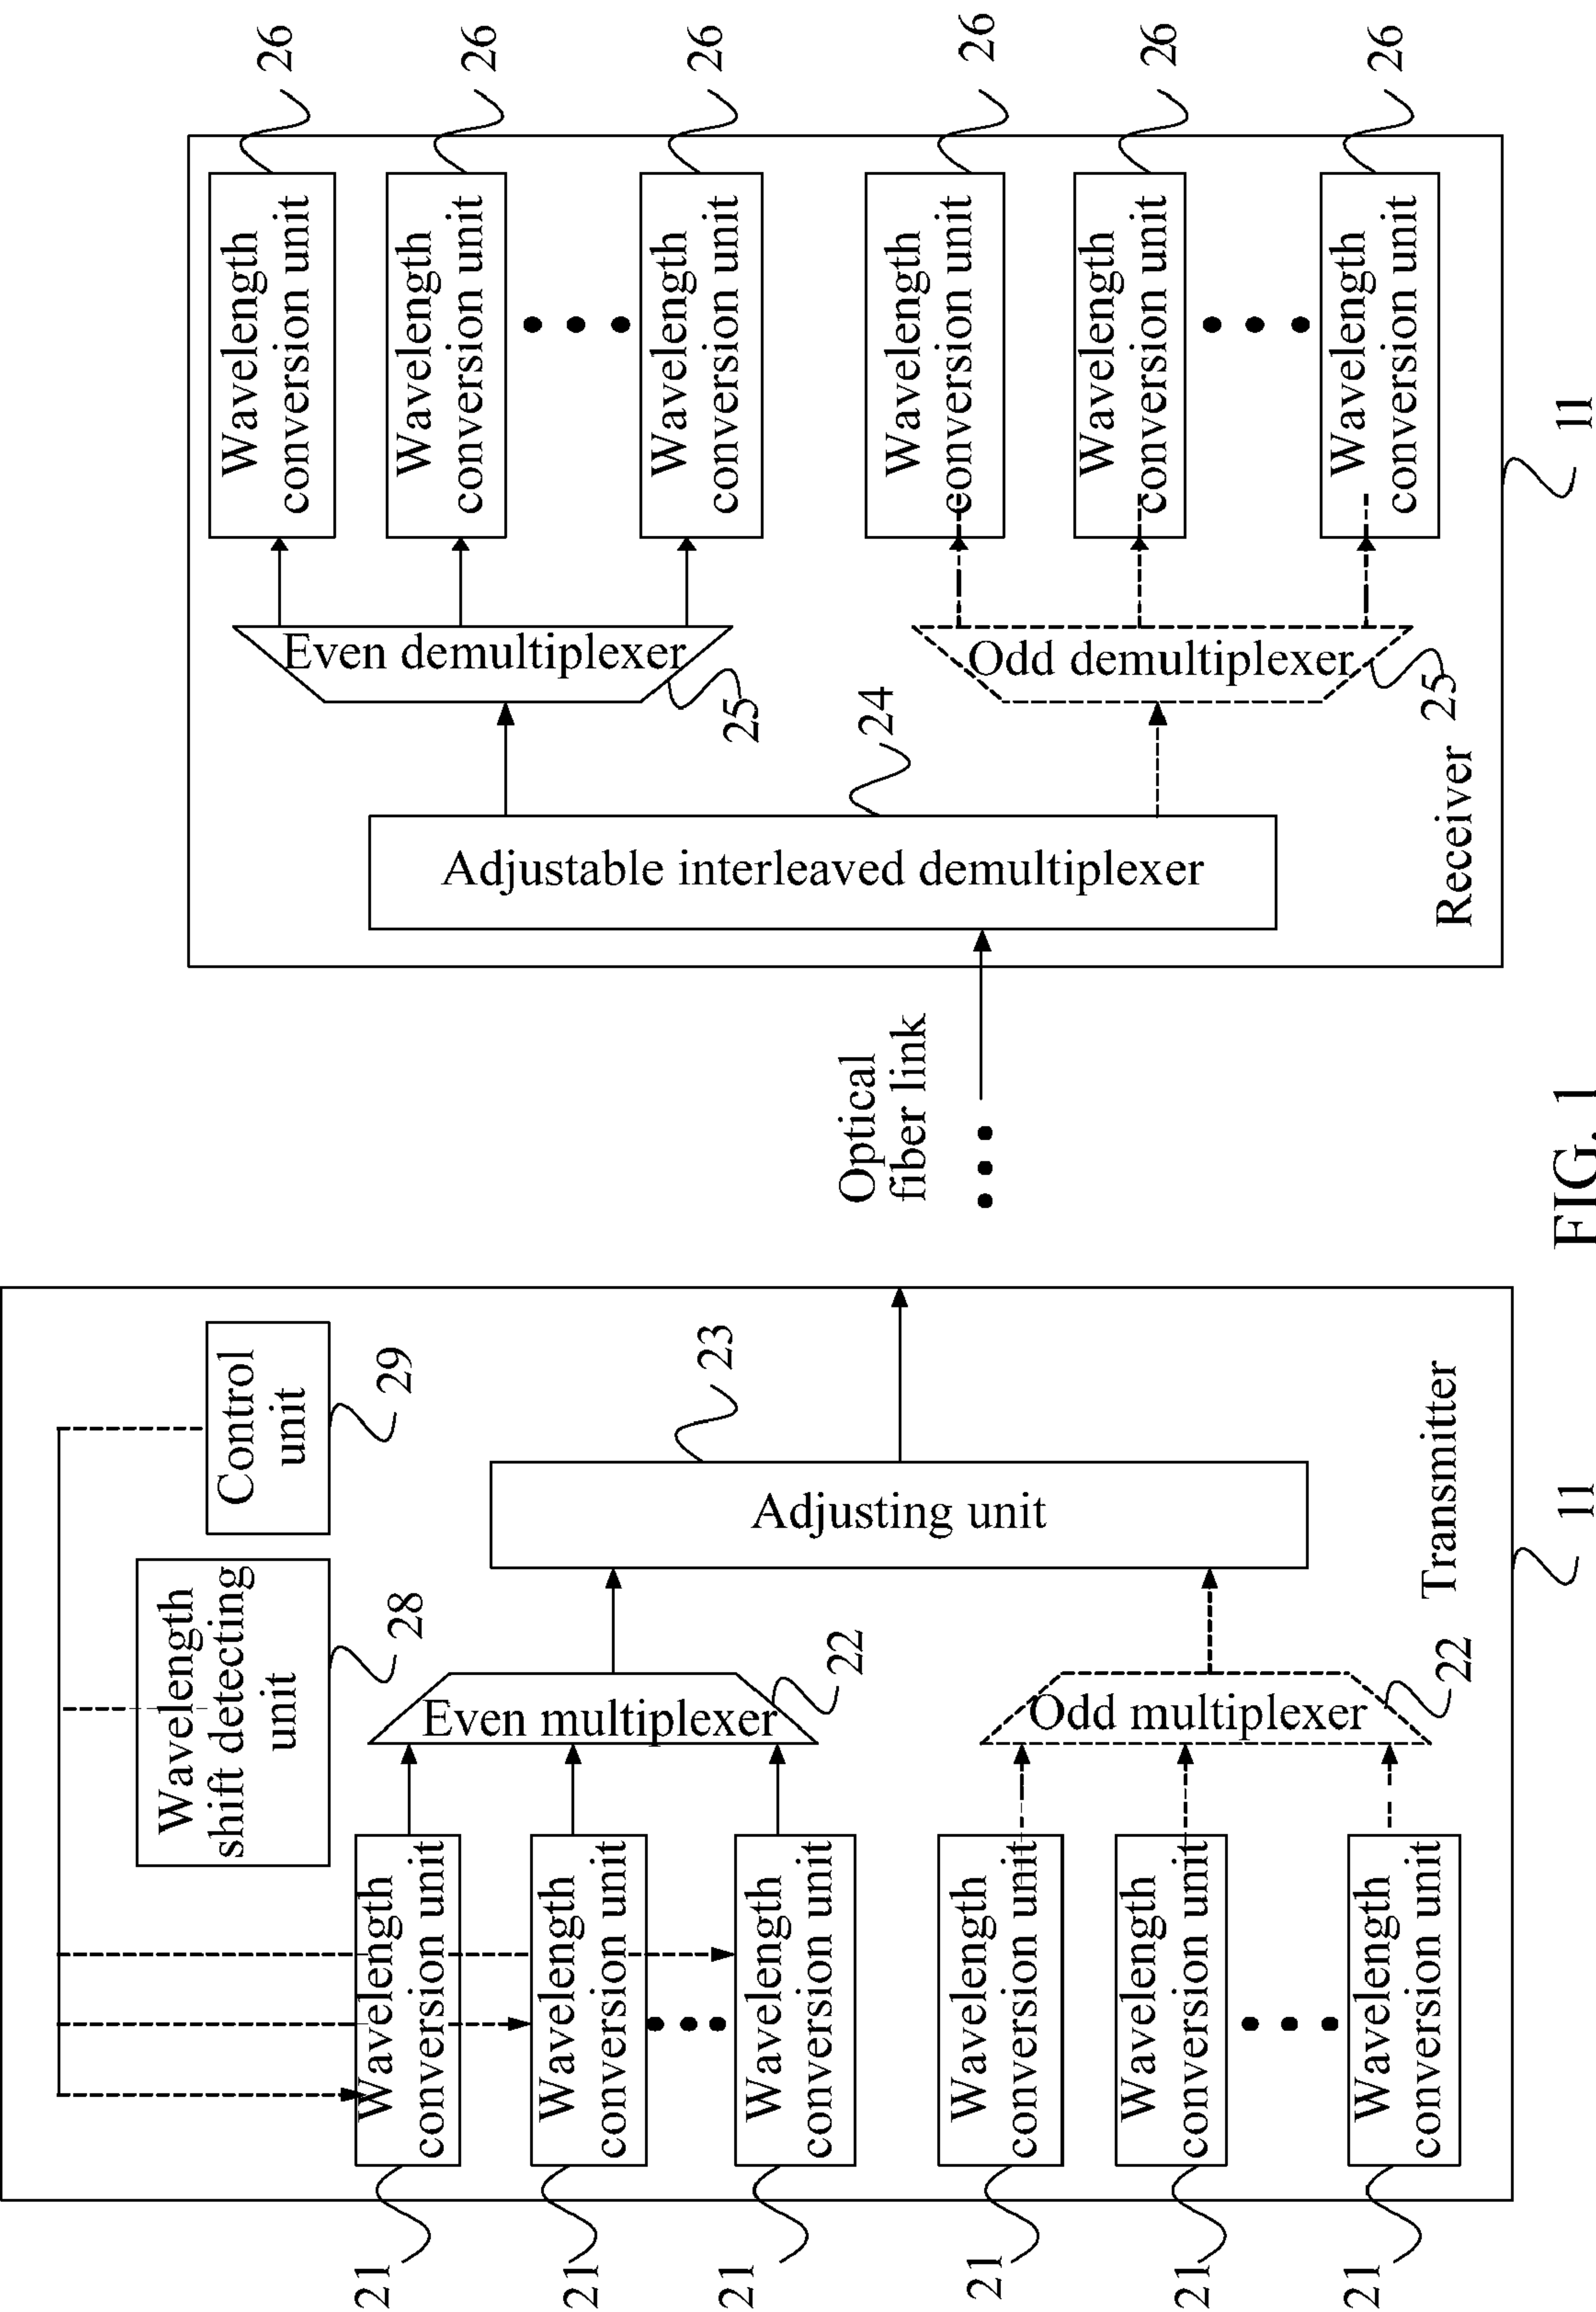 Wavelength
shift detecting
unit
28
Control
unit
29
21
Wavelength
conversion unit
21
Wavelength
conversion unit
21
Wavelength
conversion unit
Even multiplexer
22
21
Wavelength
conversion unit
21
Wavelength
conversion unit
21
Wavelength
conversion unit
Odd multiplexer
22
Adjusting unit
23
Transmitter
11
Optical
fiber link
Adjustable interleaved demultiplexer
24
Even demultiplexer
25
Wavelength
conversion unit
26
Wavelength
conversion unit
26
Wavelength
conversion unit
26
Odd demultiplexer
25
Wavelength
conversion unit
26
Wavelength
conversion unit
26
Wavelength
conversion unit
26
Receiver
11
FIG. 1